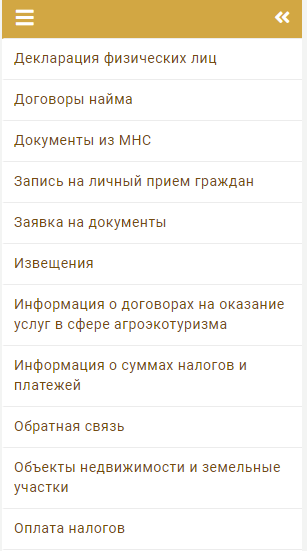 Декларация физических лиц
Договоры найма
Документы из МНС
Запись на личный прием граждан
Заявка на документы
Извещения
Информация о договорах на оказание
услуг в сфере агроэкотуризма
Информация о суммах налогов и
платежей
Обратная связь
Объекты недвижимости и земельные
участки
Оплата налогов